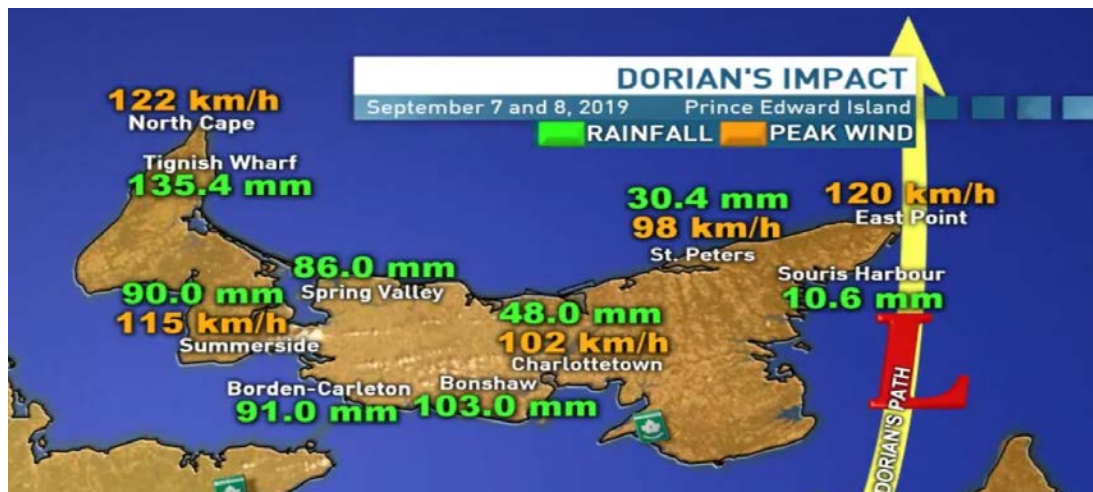 DORIAN'S IMPACT
September 7 and 8, 2019 Prince Edward Island
RAINFALL PEAK WIND
122 km/h
North Cape
Tignish Wharf
135.4 mm
30.4 mm
98 km/h
St. Peters
120 km/h
East Point
86.0 mm
Spring Valley
Souris Harbour
10.6 mm
90.0 mm
115 km/h
Summerside
48.0 mm
102 km/h
Charlottetown
Borden-Carleton
91.0 mm
Bonshaw
103.0 mm
L
DORIAN'S PATH